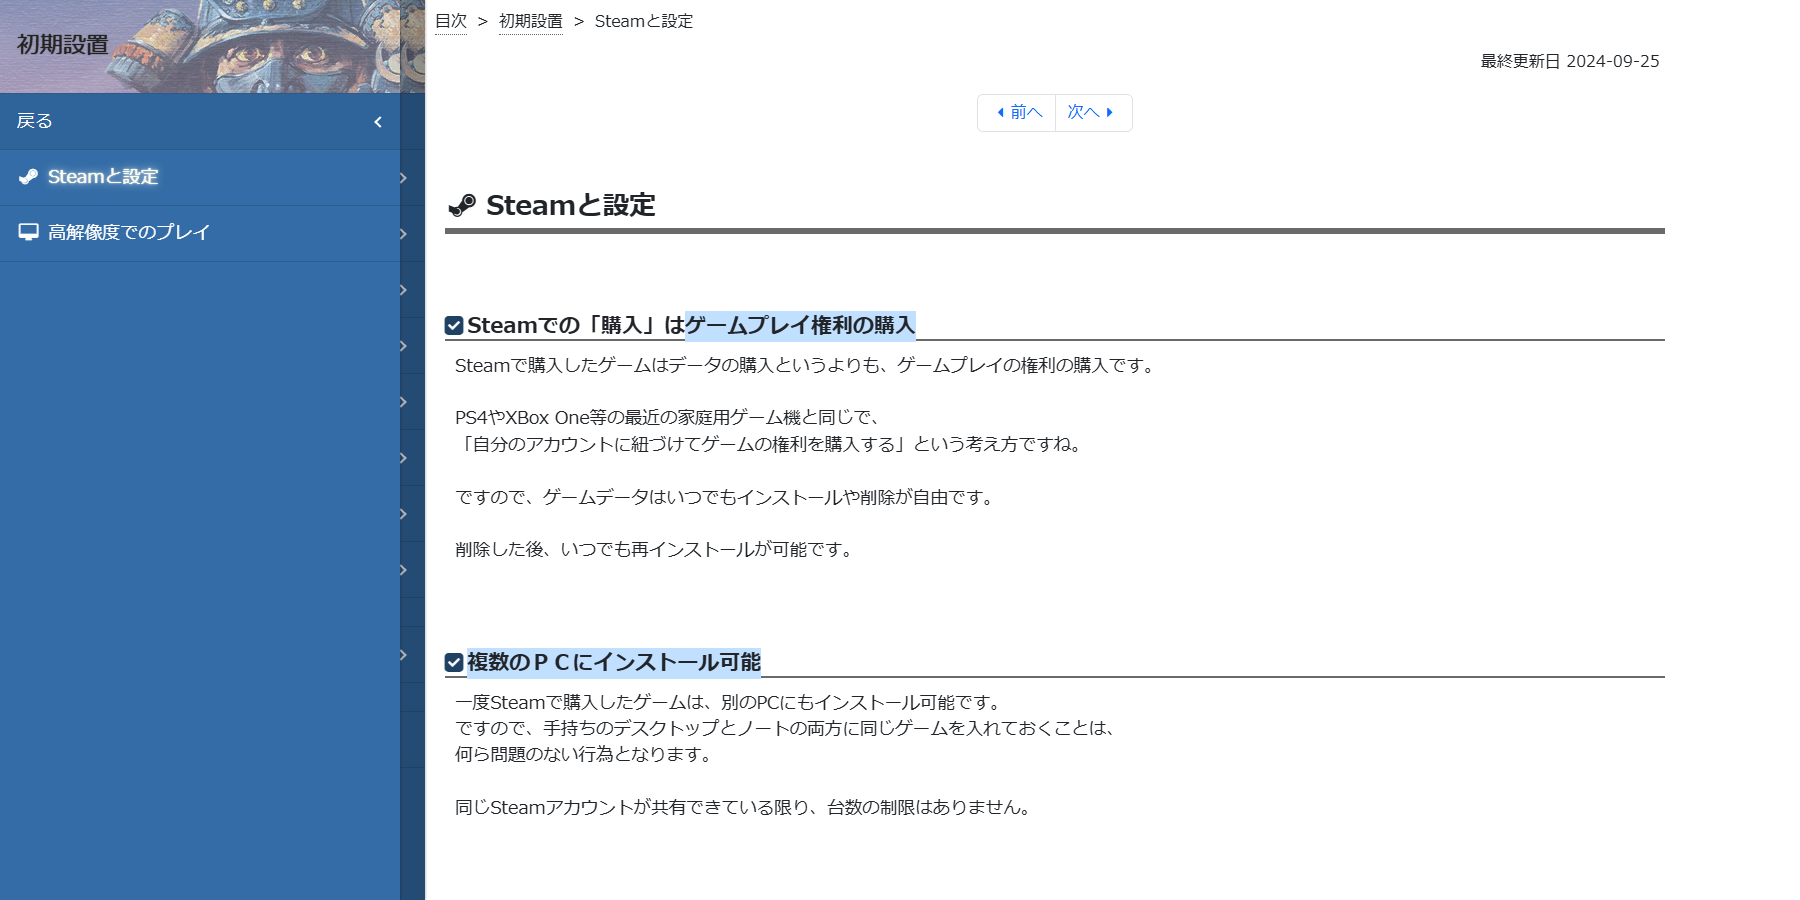 初期設置
戻る
Steamと設定
高解像度でのプレイ
目次 > 初期設置 > Steamと設定
最終更新日 2024-09-25
前へ 次へ
Steamと設定
Steamでの「購入」はゲームプレイ権利の購入
Steamで購入したゲームはデータの購入というよりも、ゲームプレイの権利の購入です。
PS4やXBox One等の最近の家庭用ゲーム機と同じで、
「自分のアカウントに紐づけてゲームの権利を購入する」という考え方ですね。
ですので、ゲームデータはいつでもインストールや削除が自由です。
削除した後、いつでも再インストールが可能です。
複数のＰＣにインストール可能
一度Steamで購入したゲームは、別のPCにもインストール可能です。
ですので、手持ちのデスクトップとノートの両方に同じゲームを入れておくことは、
何ら問題のない行為となります。
同じSteamアカウントが共有できている限り、台数の制限はありません。